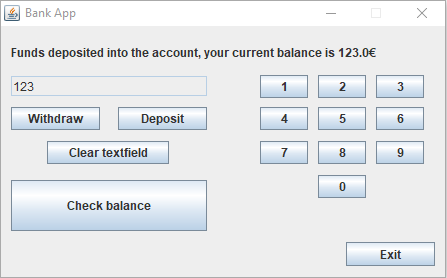 Bank App
Funds deposited into the account, your current balance is 123.0€
123
1 2 3
Withdraw Deposit
4 5 6
Clear textfield
7 8 9
Check balance
0
Exit